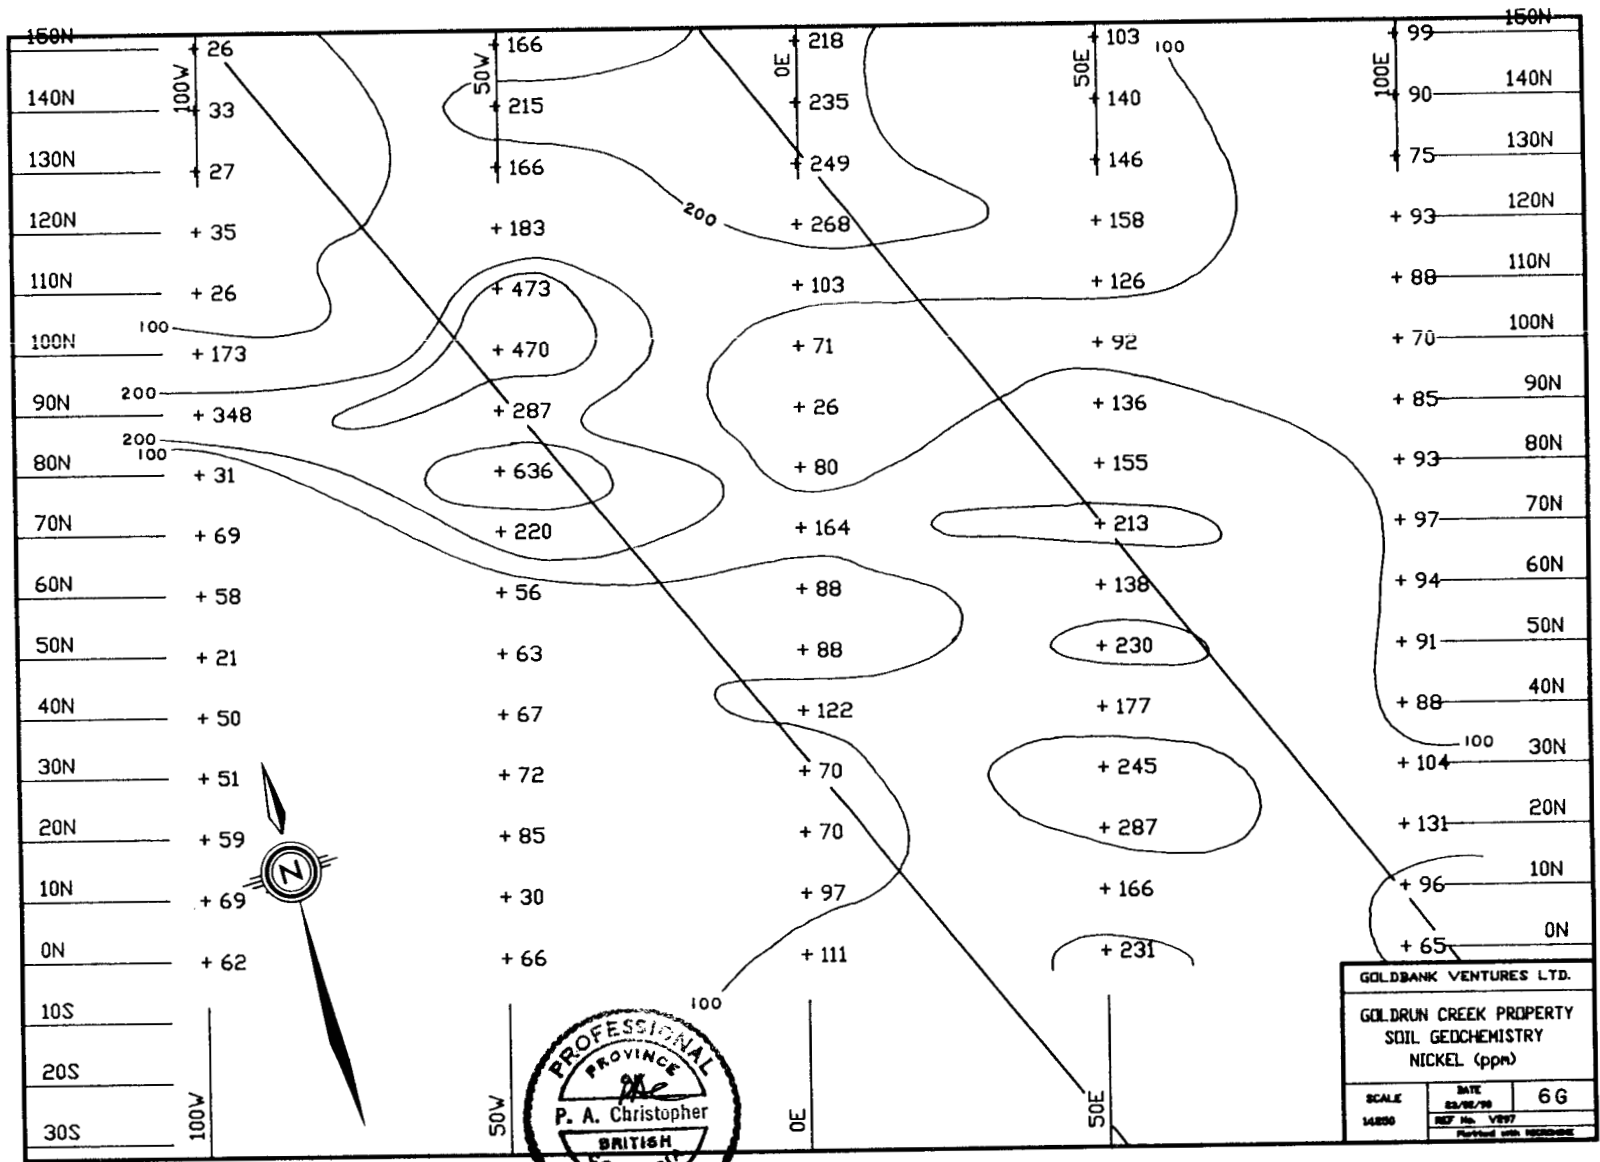 150N 26 166 218 103 100 99 150N
100W 50W 0E 50E 100E
140N 33 215 235 140 90 140N
130N 27 166 249 146 75 130N
120N 35 183 200 268 158 93 120N
110N 26 473 103 126 88 110N
100
100N 173 470 71 92 70 100N
200
90N 348 287 26 136 85 90N
200
100
80N 31 636 80 155 93 80N
70N 69 220 164 213 97 70N
60N 58 56 88 138 94 60N
50N 21 63 88 230 91 50N
40N 50 67 122 177 88 40N
100
30N 51 72 70 245 104 30N
20N 59 85 70 287 131 20N
N
10N 69 30 97 166 96 10N
0N 62 66 111 231 65 0N
100
10S
20S
30S
100W 50W 0E 50E
PROFESSIONAL
PROVINCE
P. A. Christopher
BRITISH
GOLDBANK VENTURES LTD.
GOLDRUN CREEK PROPERTY
SOIL GEOCHEMISTRY
NICKEL (ppm)
SCALE
DATE
6G
REF No. V297
Plotted with